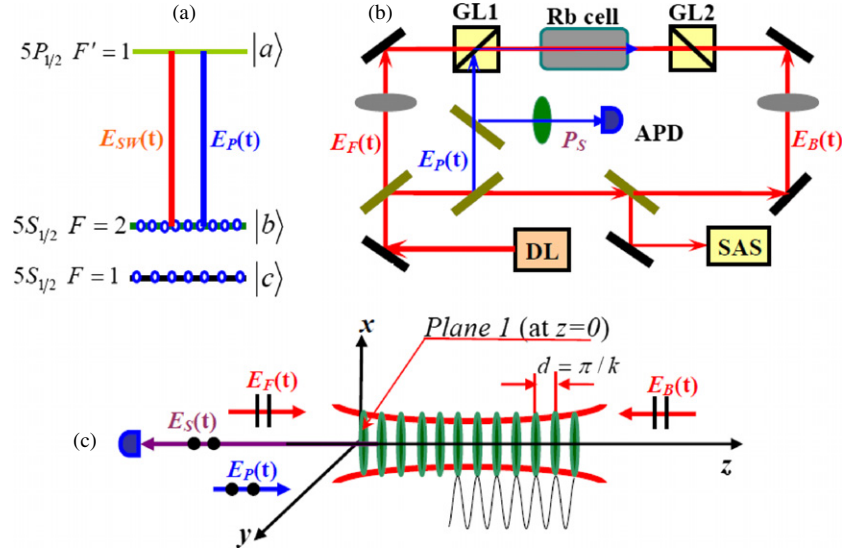 (a)
5P1/2 F' = 1 |a⟩
ESW(t) EP(t)
5S1/2 F = 2 |b⟩
5S1/2 F = 1 |c⟩
(b)
GL1 Rb cell GL2
EF(t) EP(t) PS APD EB(t)
DL SAS
(c)
x
Plane 1 (at z=0)
d = π / k
EF(t) EB(t)
ES(t)
EP(t)
z
y